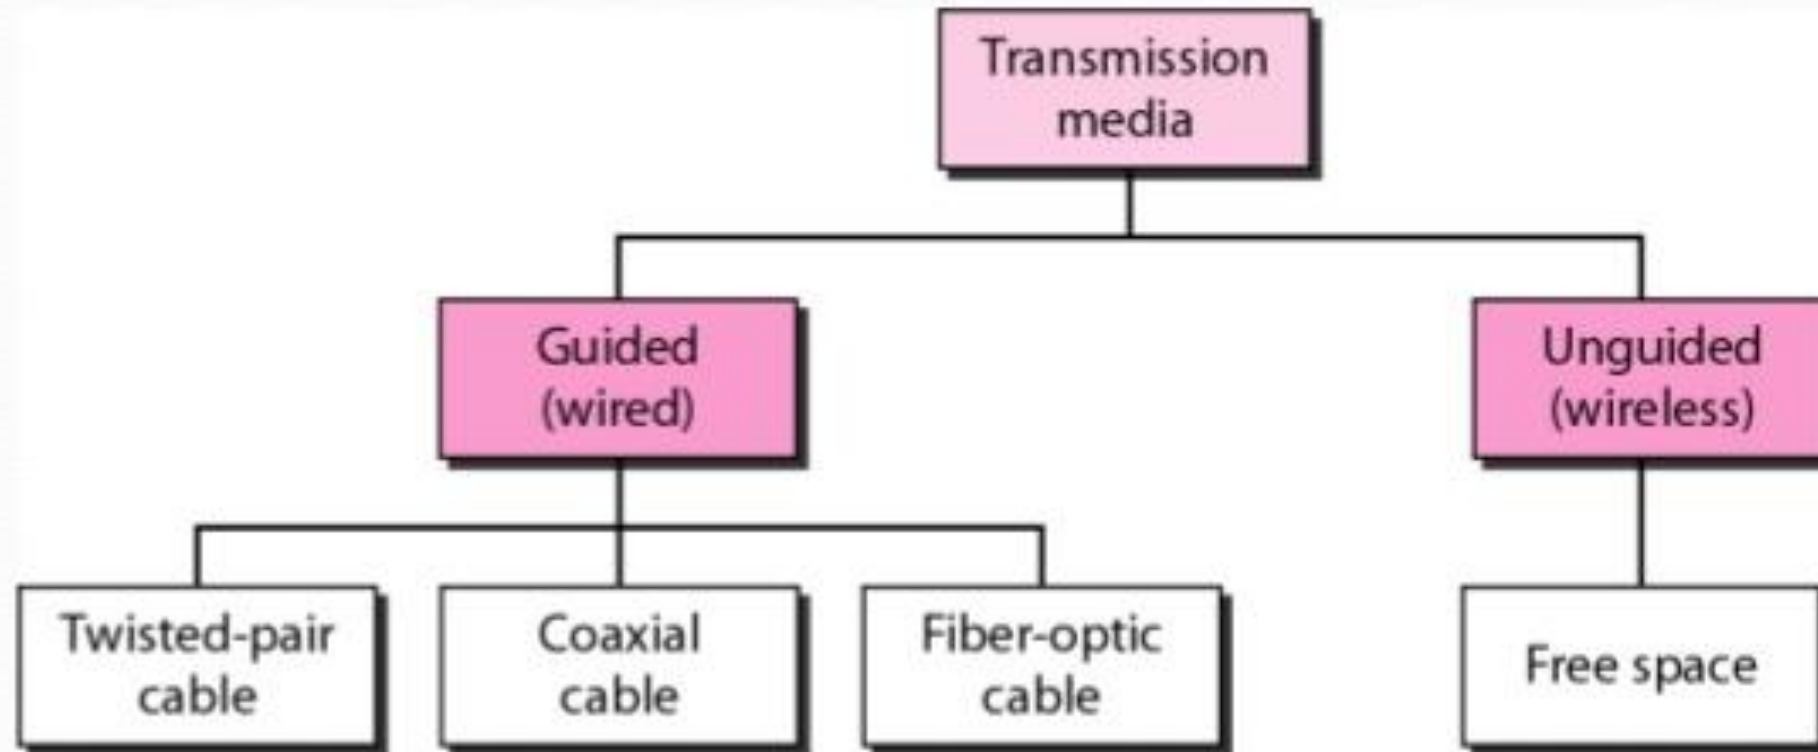 Transmission
media
Guided
(wired)
Unguided
(wireless)
Twisted-pair
cable
Coaxial
cable
Fiber-optic
cable
Free space